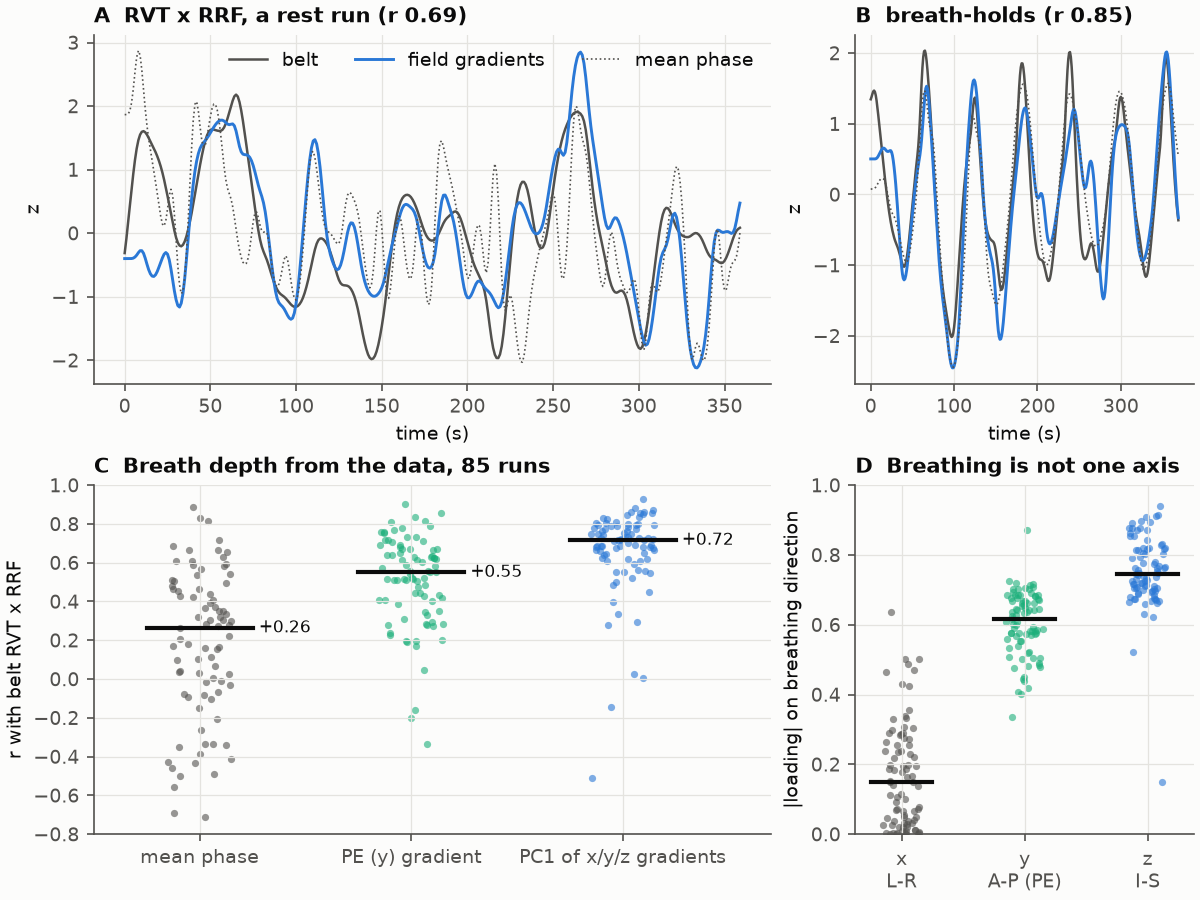 A RVT x RRF, a rest run (r 0.69)
belt
field gradients
mean phase
z
3
2
1
0
−1
−2
0
50
100
150
200
250
300
350
time (s)
B breath-holds (r 0.85)
z
2
1
0
−1
−2
0
100
200
300
time (s)
C Breath depth from the data, 85 runs
r with belt RVT x RRF
1.0
0.8
0.6
0.4
0.2
0.0
−0.2
−0.4
−0.6
−0.8
+0.26
+0.55
+0.72
mean phase
PE (y) gradient
PC1 of x/y/z gradients
D Breathing is not one axis
|loading| on breathing direction
1.0
0.8
0.6
0.4
0.2
0.0
x
L-R
y
A-P (PE)
z
I-S